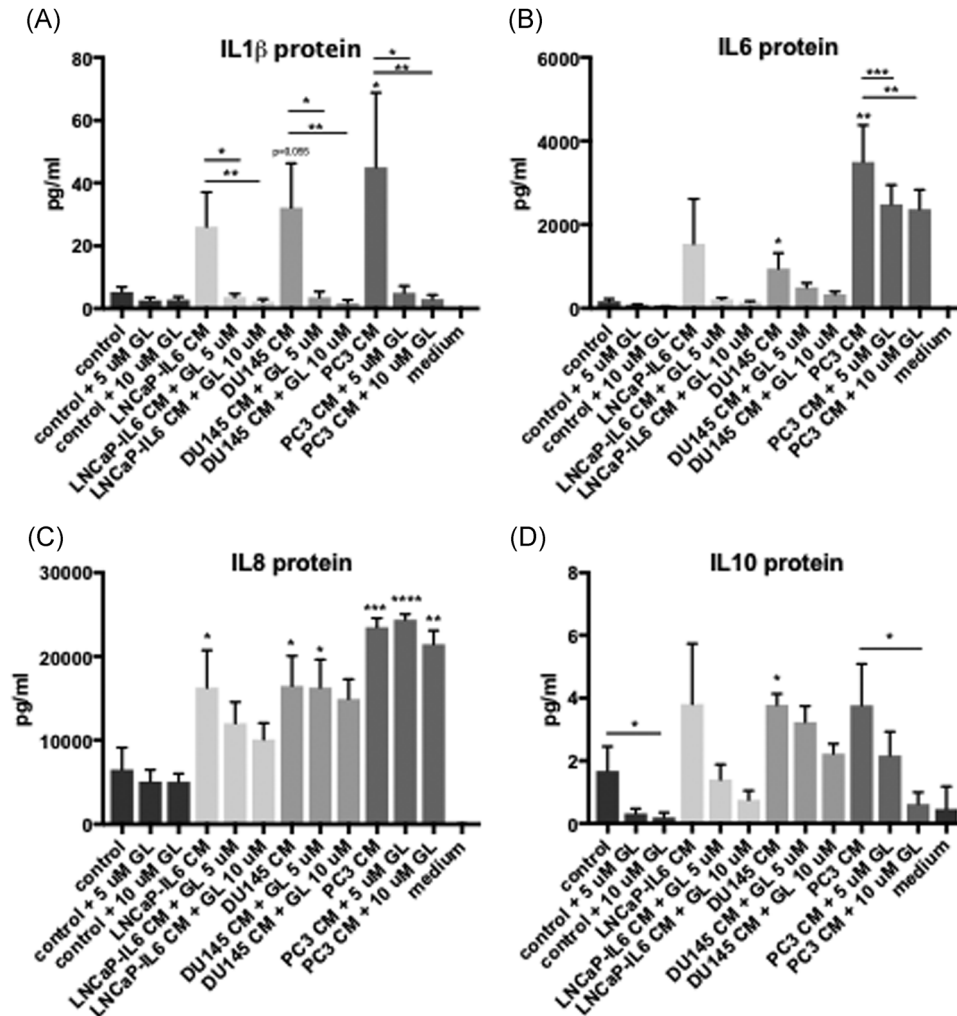 (A)
IL1β protein
80
60
40
20
0
pg/ml
*
**
*
**
p=0,055
*
**
*
control
control + 5 uM GL
control + 10 uM GL
LNCaP-IL6 CM
LNCaP-IL6 CM + GL 5 uM
LNCaP-IL6 CM + GL 10 uM
DU145 CM
DU145 CM + GL 5 uM
DU145 CM + GL 10 uM
PC3 CM
PC3 CM + 5 uM GL
PC3 CM + 10 uM GL
medium
(B)
IL6 protein
6000
4000
2000
0
pg/ml
*
**
***
**
control
control + 5 uM GL
control + 10 uM GL
LNCaP-IL6 CM
LNCaP-IL6 CM + GL 5 uM
LNCaP-IL6 CM + GL 10 uM
DU145 CM
DU145 CM + GL 5 uM
DU145 CM + GL 10 uM
PC3 CM
PC3 CM + 5 uM GL
PC3 CM + 10 uM GL
medium
(C)
IL8 protein
30000
20000
10000
0
pg/ml
*
*
*
***
****
**
control
control + 5 uM GL
control + 10 uM GL
LNCaP-IL6 CM
LNCaP-IL6 CM + GL 5 uM
LNCaP-IL6 CM + GL 10 uM
DU145 CM
DU145 CM + GL 5 uM
DU145 CM + GL 10 uM
PC3 CM
PC3 CM + 5 uM GL
PC3 CM + 10 uM GL
medium
(D)
IL10 protein
8
6
4
2
0
pg/ml
*
*
*
control
control + 5 uM GL
control + 10 uM GL
LNCaP-IL6 CM
LNCaP-IL6 CM + GL 5 uM
LNCaP-IL6 CM + GL 10 uM
DU145 CM
DU145 CM + GL 5 uM
DU145 CM + GL 10 uM
PC3 CM
PC3 CM + 5 uM GL
PC3 CM + 10 uM GL
medium